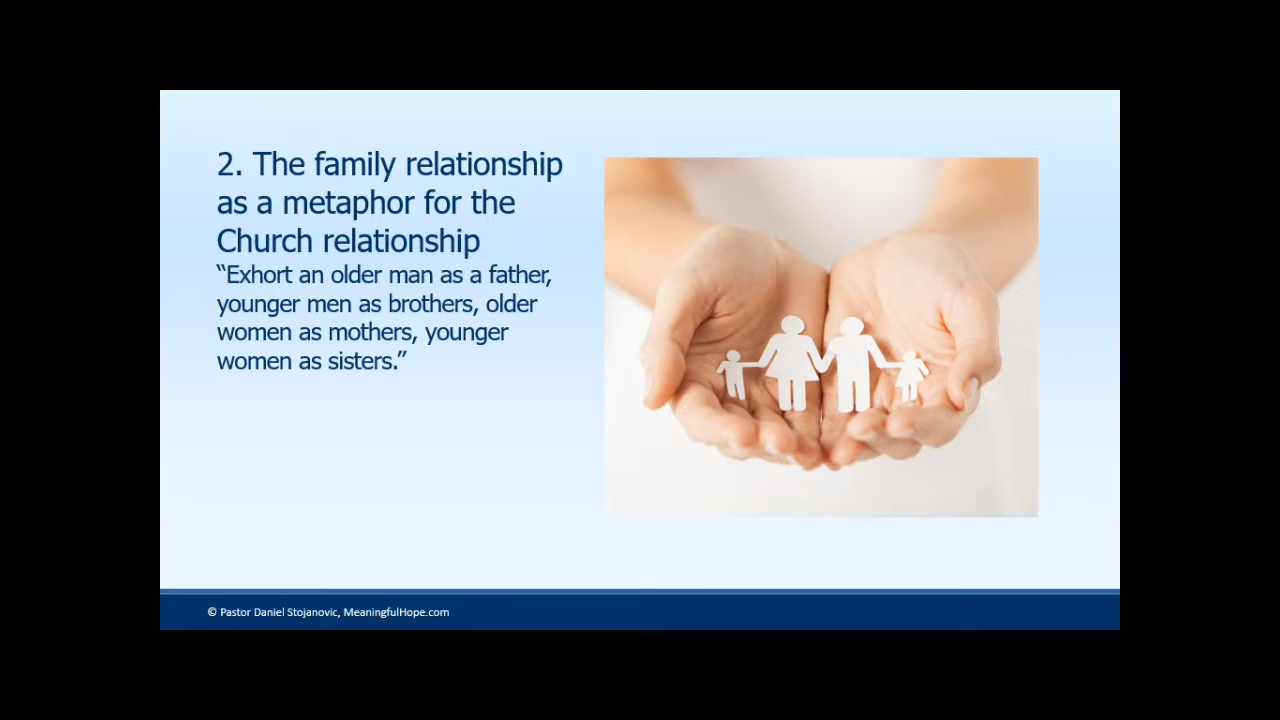 2. The family relationship
as a metaphor for the
Church relationship
“Exhort an older man as a father,
younger men as brothers, older
women as mothers, younger
women as sisters.”
© Pastor Daniel Stojanovic, MeaningfulHope.com